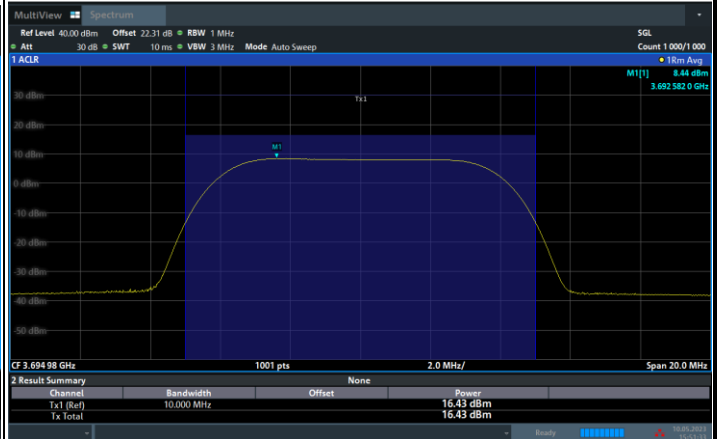 MultiView Spectrum
Ref Level 40.00 dBm Offset 22.31 dB RBW 1 MHz SGL
Att 30 dB SWT 10 ms VBW 3 MHz Mode Auto Sweep Count 1 000/1 000
1 ACLR 1Rm Avg
M1[1] 8.44 dBm
3.692 582 0 GHz
30 dBm
Tx1
20 dBm
M1
10 dBm
0 dBm
-10 dBm
-20 dBm
-30 dBm
-40 dBm
-50 dBm
CF 3.694 98 GHz 1001 pts 2.0 MHz/ Span 20.0 MHz
2 Result Summary None
Channel Bandwidth Offset Power
Tx1 (Ref) 10.000 MHz 16.43 dBm
Tx Total 16.43 dBm
Ready 10.05.2021